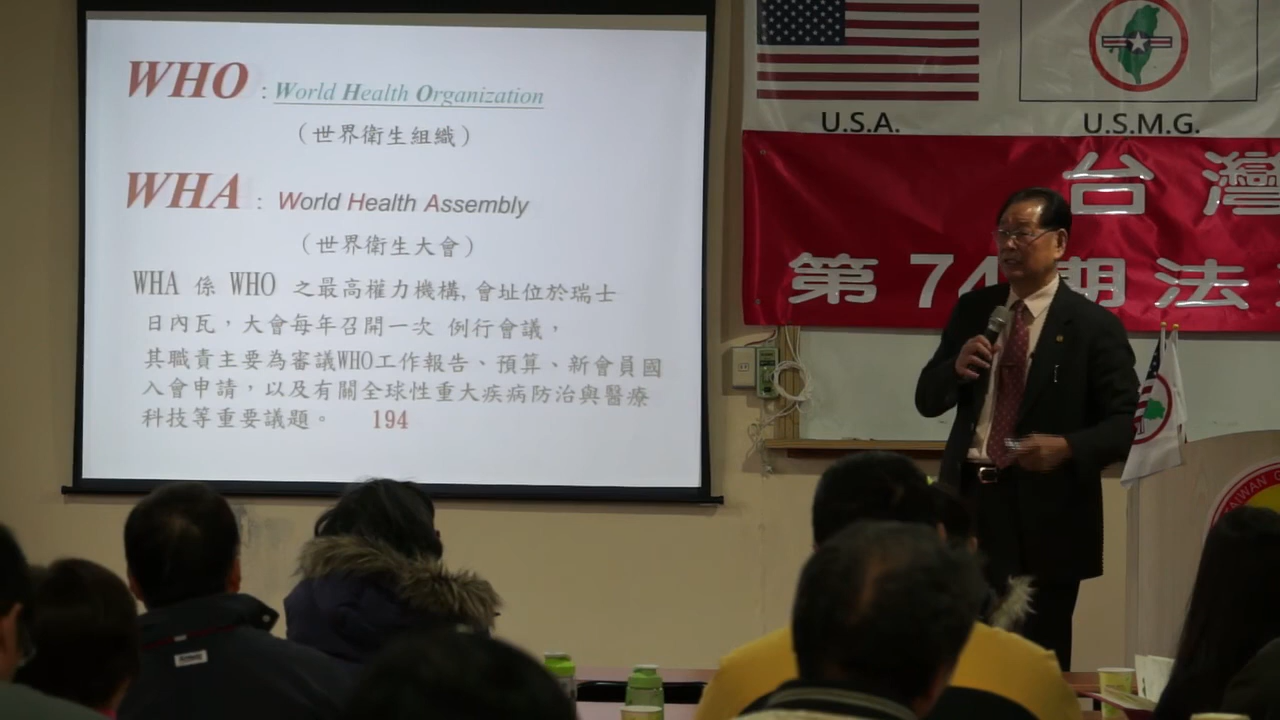 WHO : World Health Organization
（世界衛生組織）
WHA : World Health Assembly
（世界衛生大會）
WHA 係 WHO 之最高權力機構, 會址位於瑞士
日內瓦，大會每年召開一次 例行會議，
其職責主要為審議WHO工作報告、預算、新會員國
入會申請，以及有關全球性重大疾病防治與醫療
科技等重要議題。 194
U.S.A.
U.S.M.G.
台灣
第74期法
TAIWAN